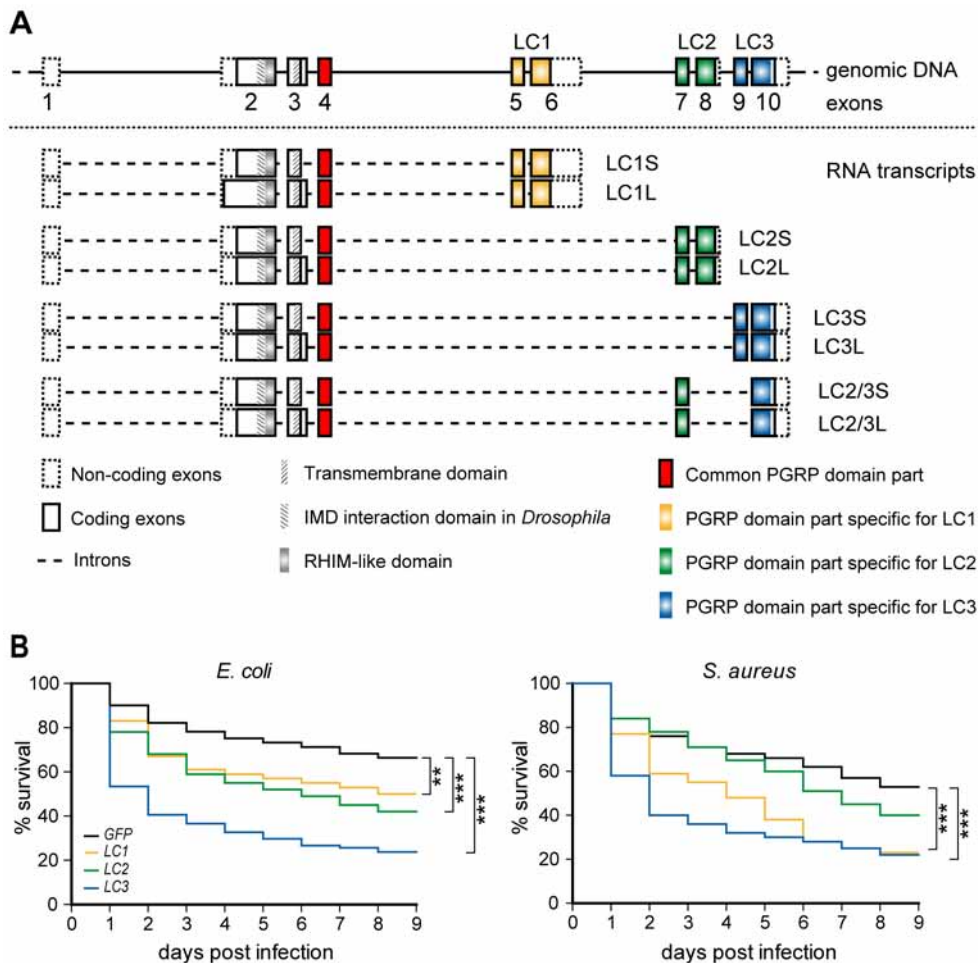 A
LC1 LC2 LC3
genomic DNA
1 2 3 4 5 6 7 8 9 10 exons
LC1S RNA transcripts
LC1L
LC2S
LC2L
LC3S
LC3L
LC2/3S
LC2/3L
Non-coding exons Transmembrane domain Common PGRP domain part
Coding exons IMD interaction domain in Drosophila PGRP domain part specific for LC1
Introns RHIM-like domain PGRP domain part specific for LC2
PGRP domain part specific for LC3
B
E. coli
% survival
100
80
60
40
20
0
GFP
LC1
LC2
LC3
**
***
***
0 1 2 3 4 5 6 7 8 9
days post infection
S. aureus
% survival
100
80
60
40
20
0
***
***
0 1 2 3 4 5 6 7 8 9
days post infection